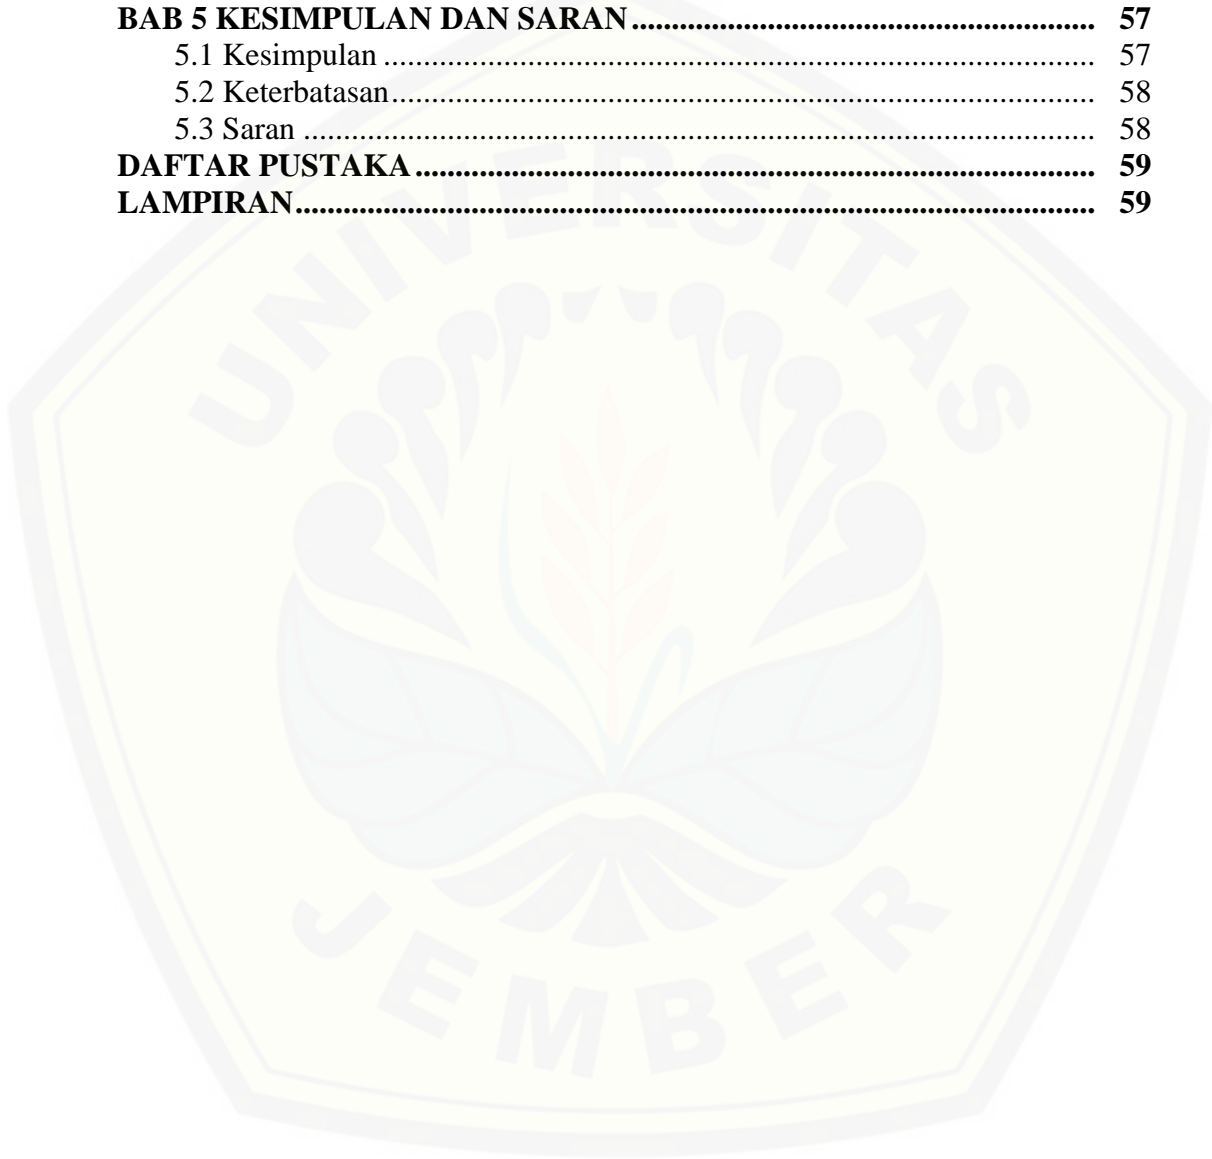 BAB 5 KESIMPULAN DAN SARAN .......... 57
5.1 Kesimpulan .......... 57
5.2 Keterbatasan .......... 58
5.3 Saran .......... 58
DAFTAR PUSTAKA .......... 59
LAMPIRAN .......... 59
UNIVERSITAS
JEMBER